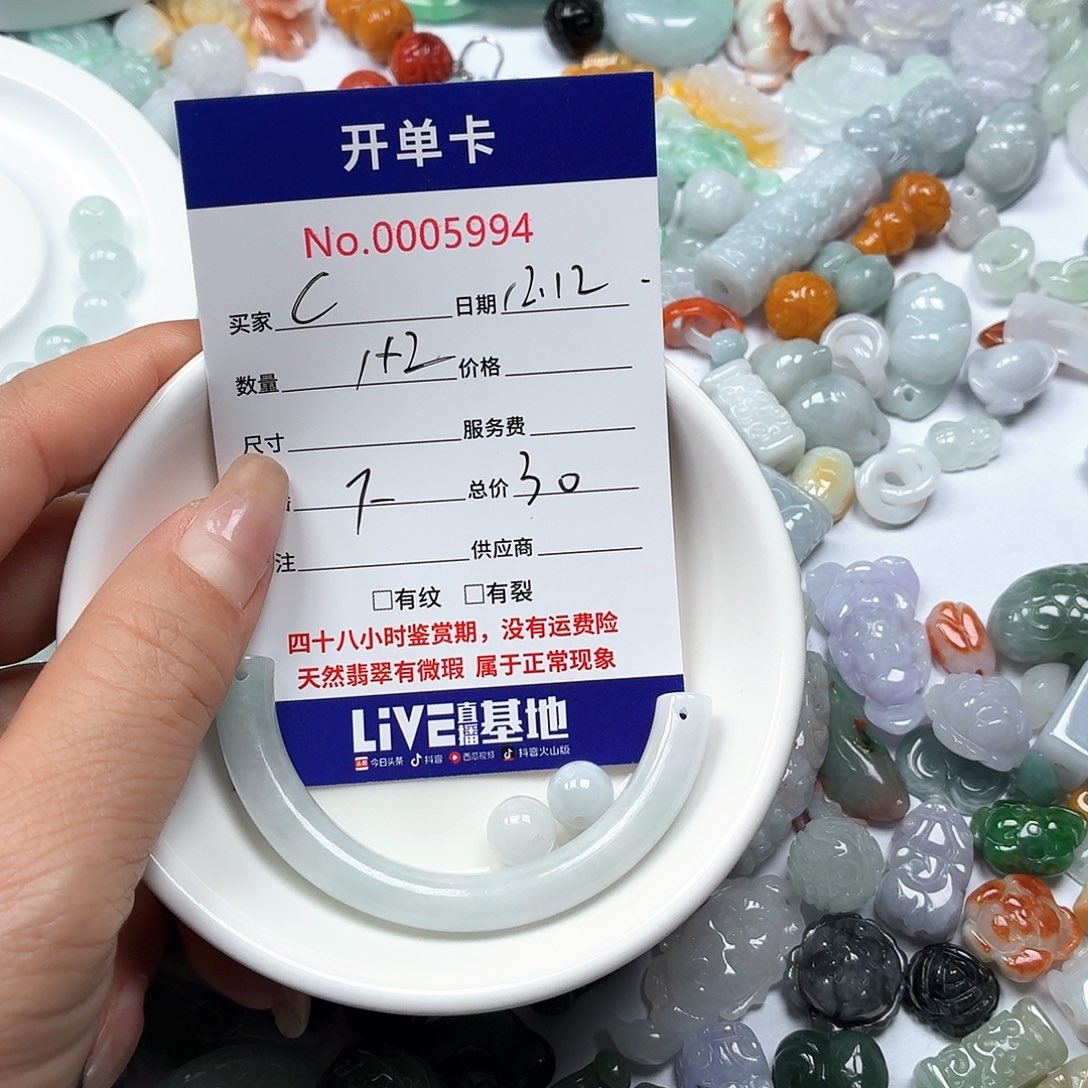 开单卡
No.0005994
买家 C 日期 12.12
数量 1+2 价格
尺寸 服务费
总价 30
注 供应商
□有纹 □有裂
四十八小时鉴赏期，没有运费险
天然翡翠有微瑕 属于正常现象
LiVE直播基地
头条 今日头条 抖音 西瓜视频 抖音火山版